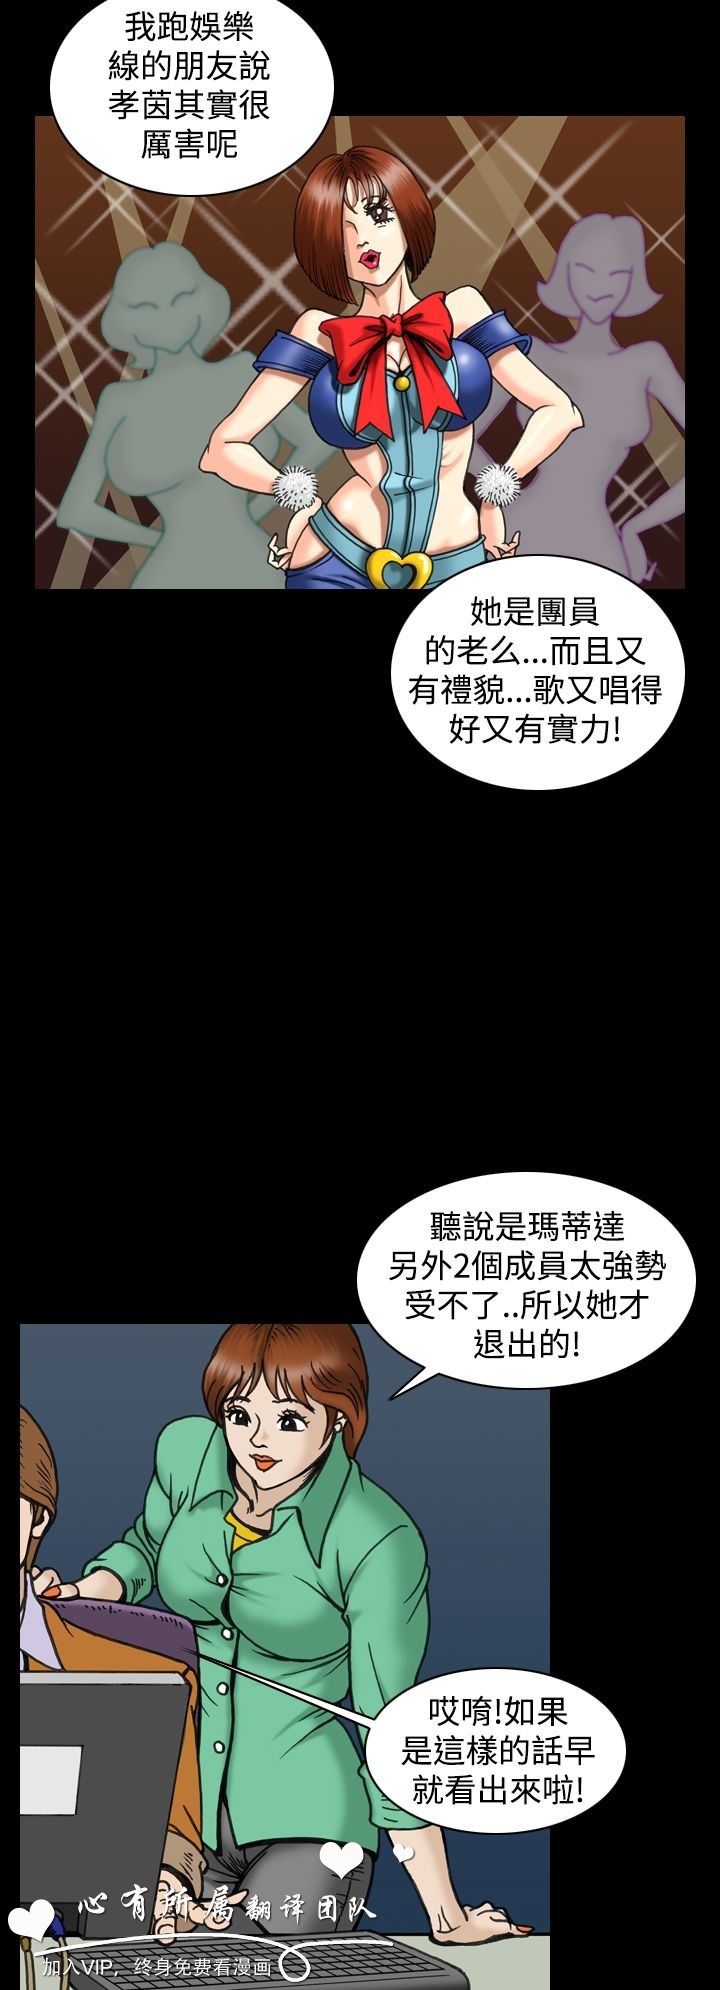 我跑娛樂
線的朋友說
孝茵其實很
厲害呢
她是團員
的老么...而且又
有禮貌...歌又唱得
好又有實力!
聽說是瑪蒂達
另外2個成員太強勢
受不了..所以她才
退出的!
哎唷!如果
是這樣的話早
就看出來啦!
心有所属翻译团队
加入VIP，终身免费看漫画